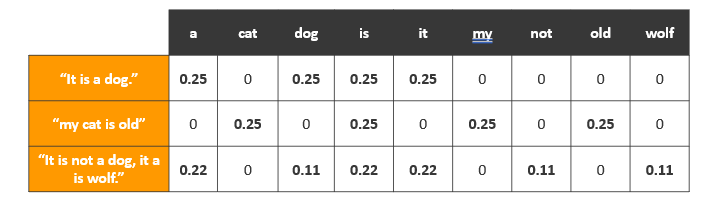 a cat dog is it my not old wolf
“It is a dog.” 0.25 0 0.25 0.25 0.25 0 0 0 0
“my cat is old” 0 0.25 0 0.25 0 0.25 0 0.25 0
“It is not a dog, it a
is wolf.” 0.22 0 0.11 0.22 0.22 0 0.11 0 0.11